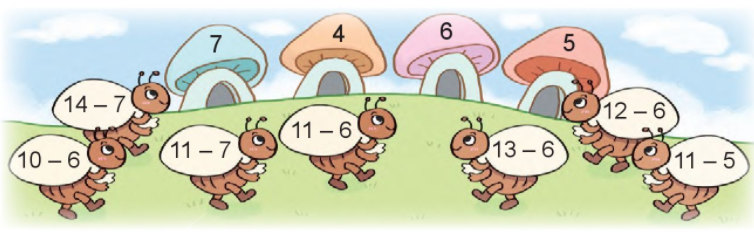 7 4 6 5
14 – 7 12 – 6
11 – 6
10 – 6 11 – 7 13 – 6 11 – 5